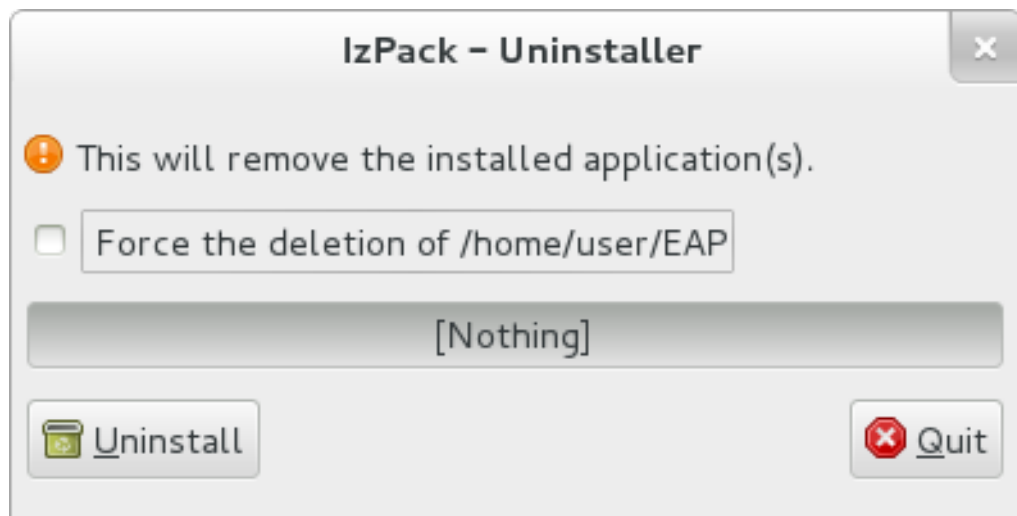 IzPack - Uninstaller
This will remove the installed application(s).
Force the deletion of /home/user/EAP
[Nothing]
Uninstall
Quit